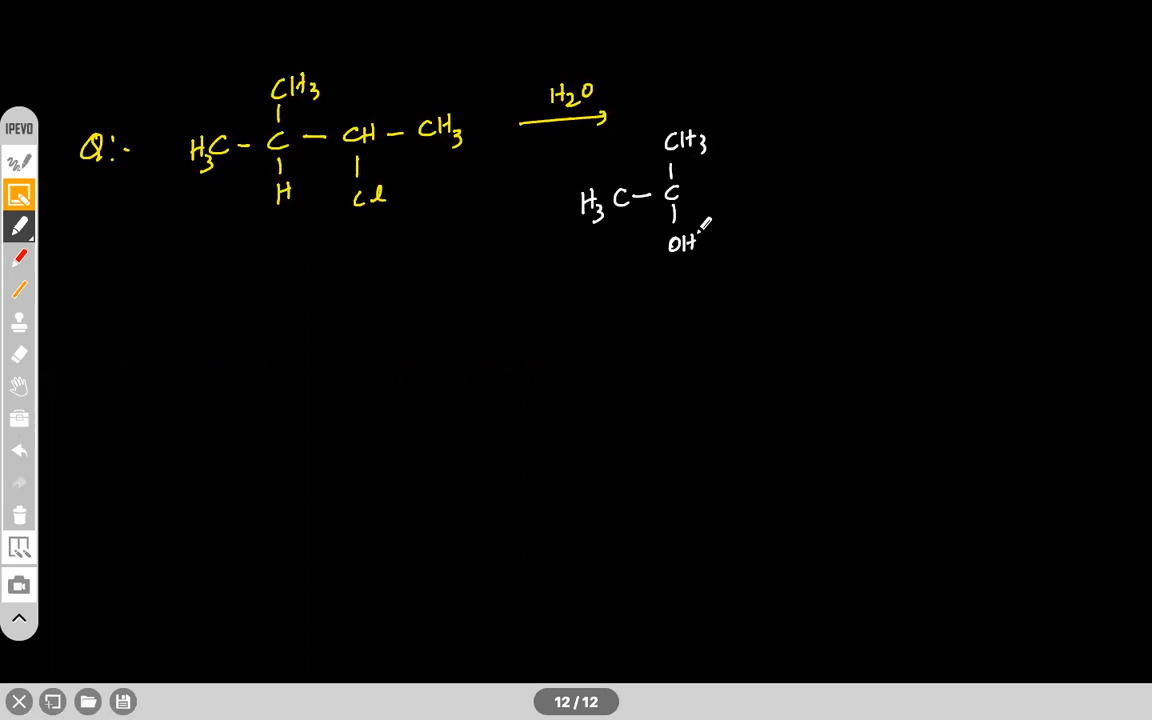 CH3
H2O
Q:- H3C - C - CH - CH3
H Cl
CH3
H3C - C
OH
IPEVO
12 / 12